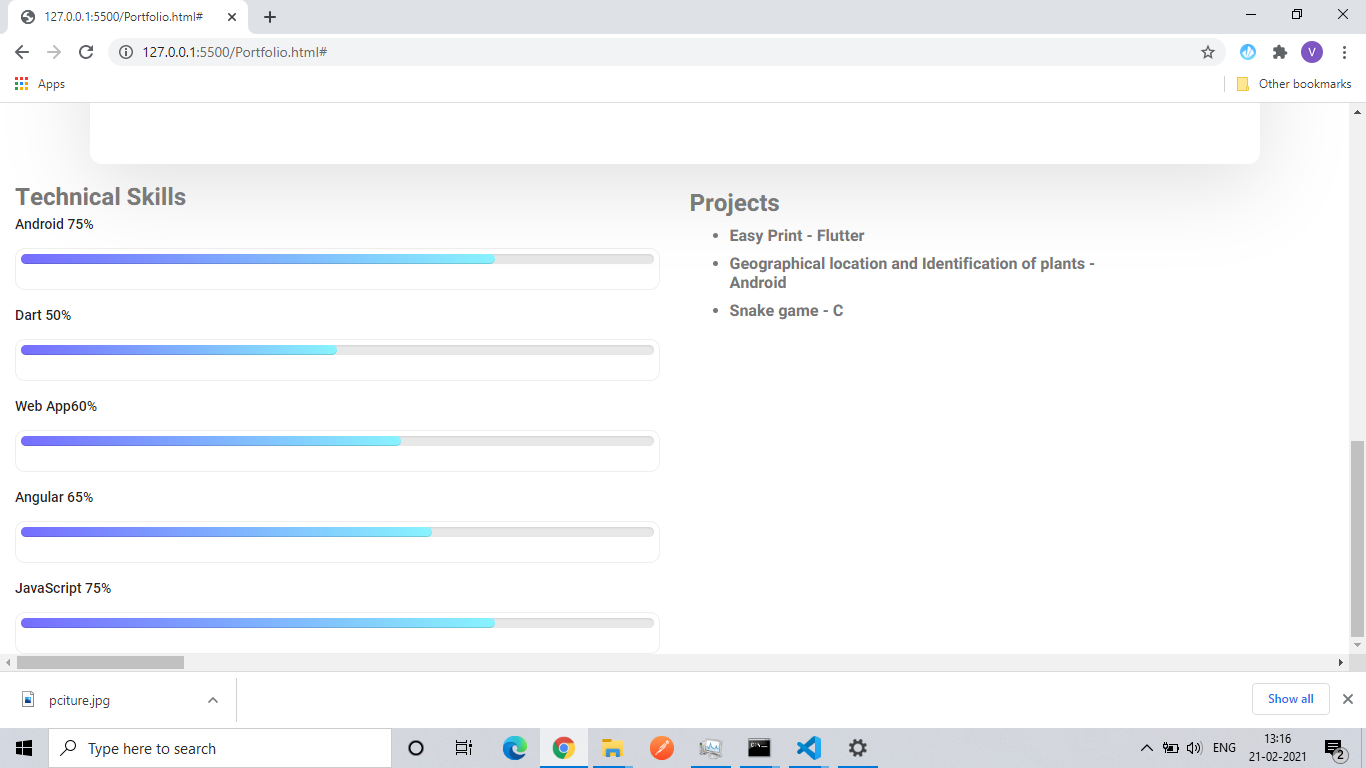 127.0.0.1:5500/Portfolio.html#
127.0.0.1:5500/Portfolio.html#
V
Apps
Other bookmarks
Technical Skills
Android 75%
Dart 50%
Web App60%
Angular 65%
JavaScript 75%
Projects
Easy Print - Flutter
Geographical location and Identification of plants -
Android
Snake game - C
pciture.jpg
Show all
Type here to search
ENG
13:16
21-02-2021
2